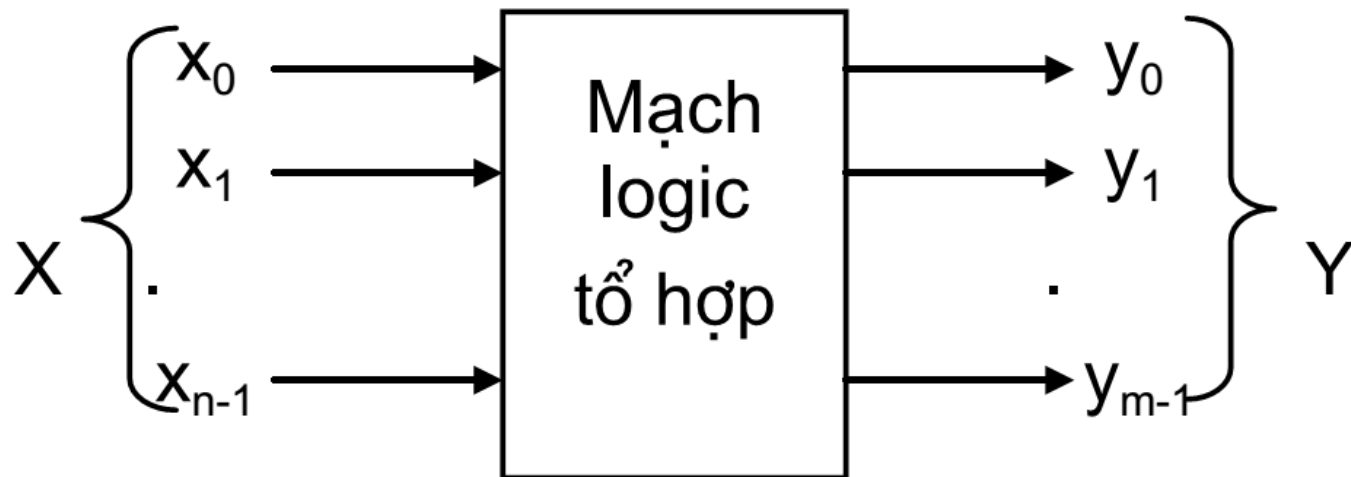 X
x₀
x₁
.
xₙ₋₁
Mạch
logic
tổ hợp
y₀
y₁
.
yₘ₋₁
Y